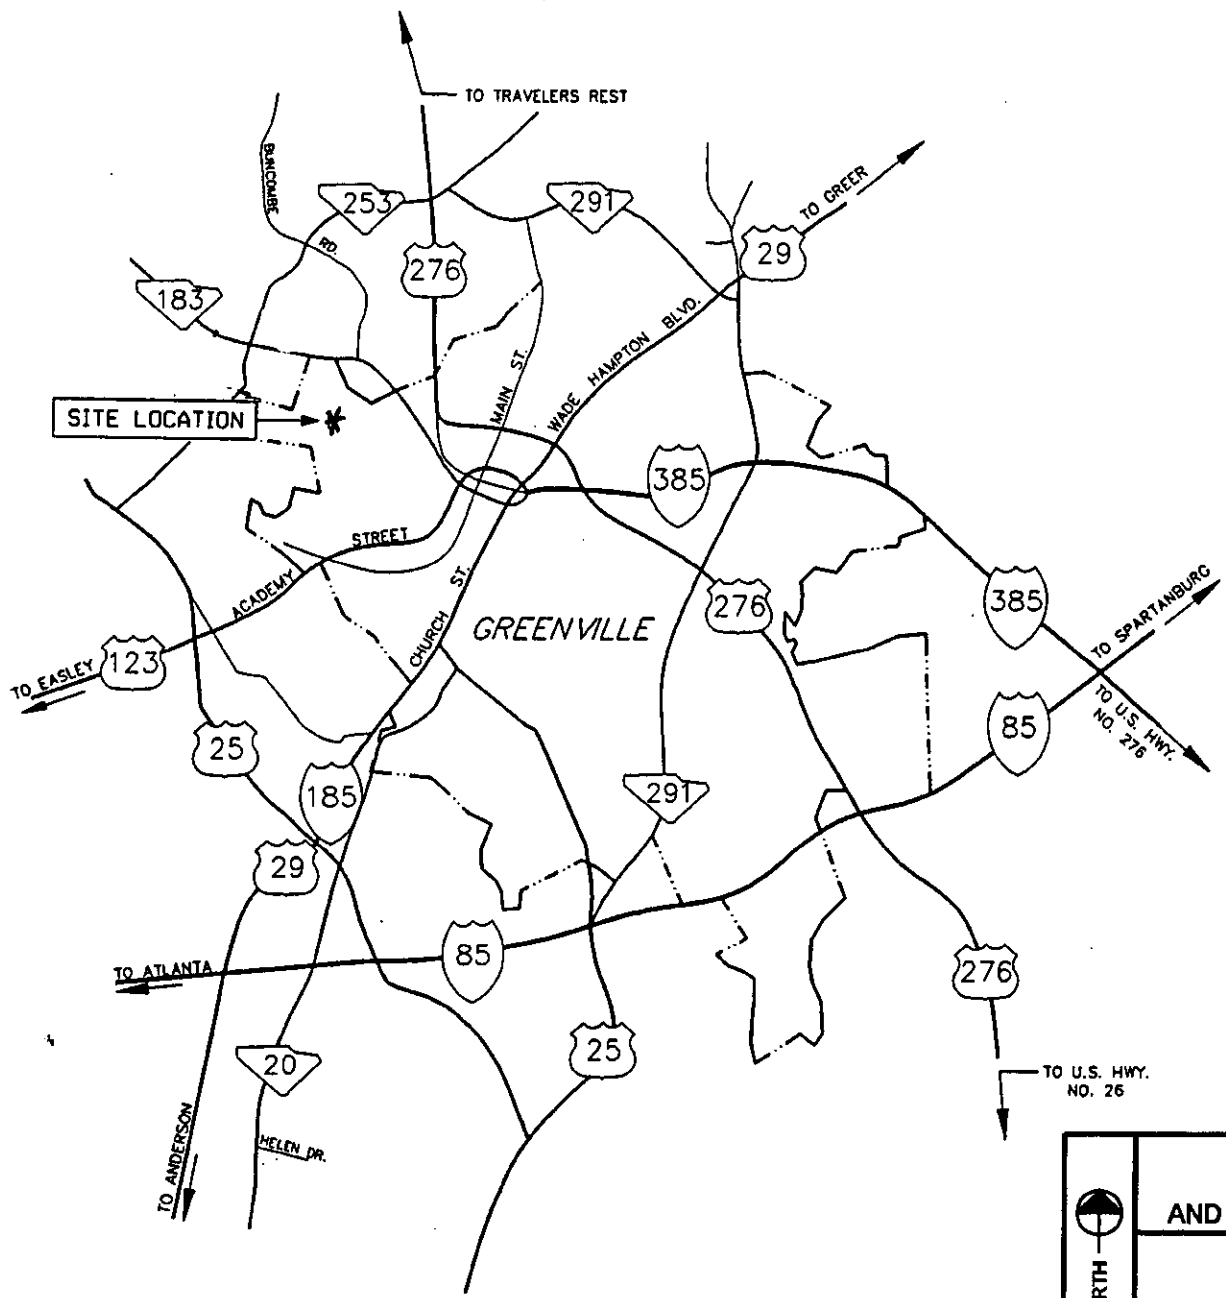 TO TRAVELERS REST
BUNCOMBE
RD.
253
291
TO GREER
29
276
183
WADE HAMPTON BLVD.
MAIN ST.
SITE LOCATION
385
STREET
ACADEMY
CHURCH ST.
GREENVILLE
276
385
TO SPARTANBURG
123
TO EASLEY
TO U.S. HWY.
NO. 276
25
85
185
291
29
85
TO ATLANTA
276
25
20
TO U.S. HWY.
NO. 26
HELEN DR.
TO ANDERSON
AND
RTH